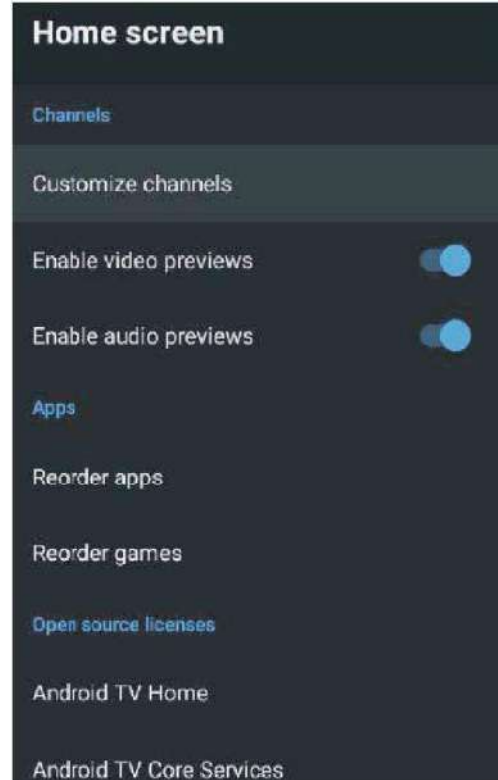 Home screen
Channels
Customize channels
Enable video previews
Enable audio previews
Apps
Reorder apps
Reorder games
Open source licenses
Android TV Home
Android TV Core Services